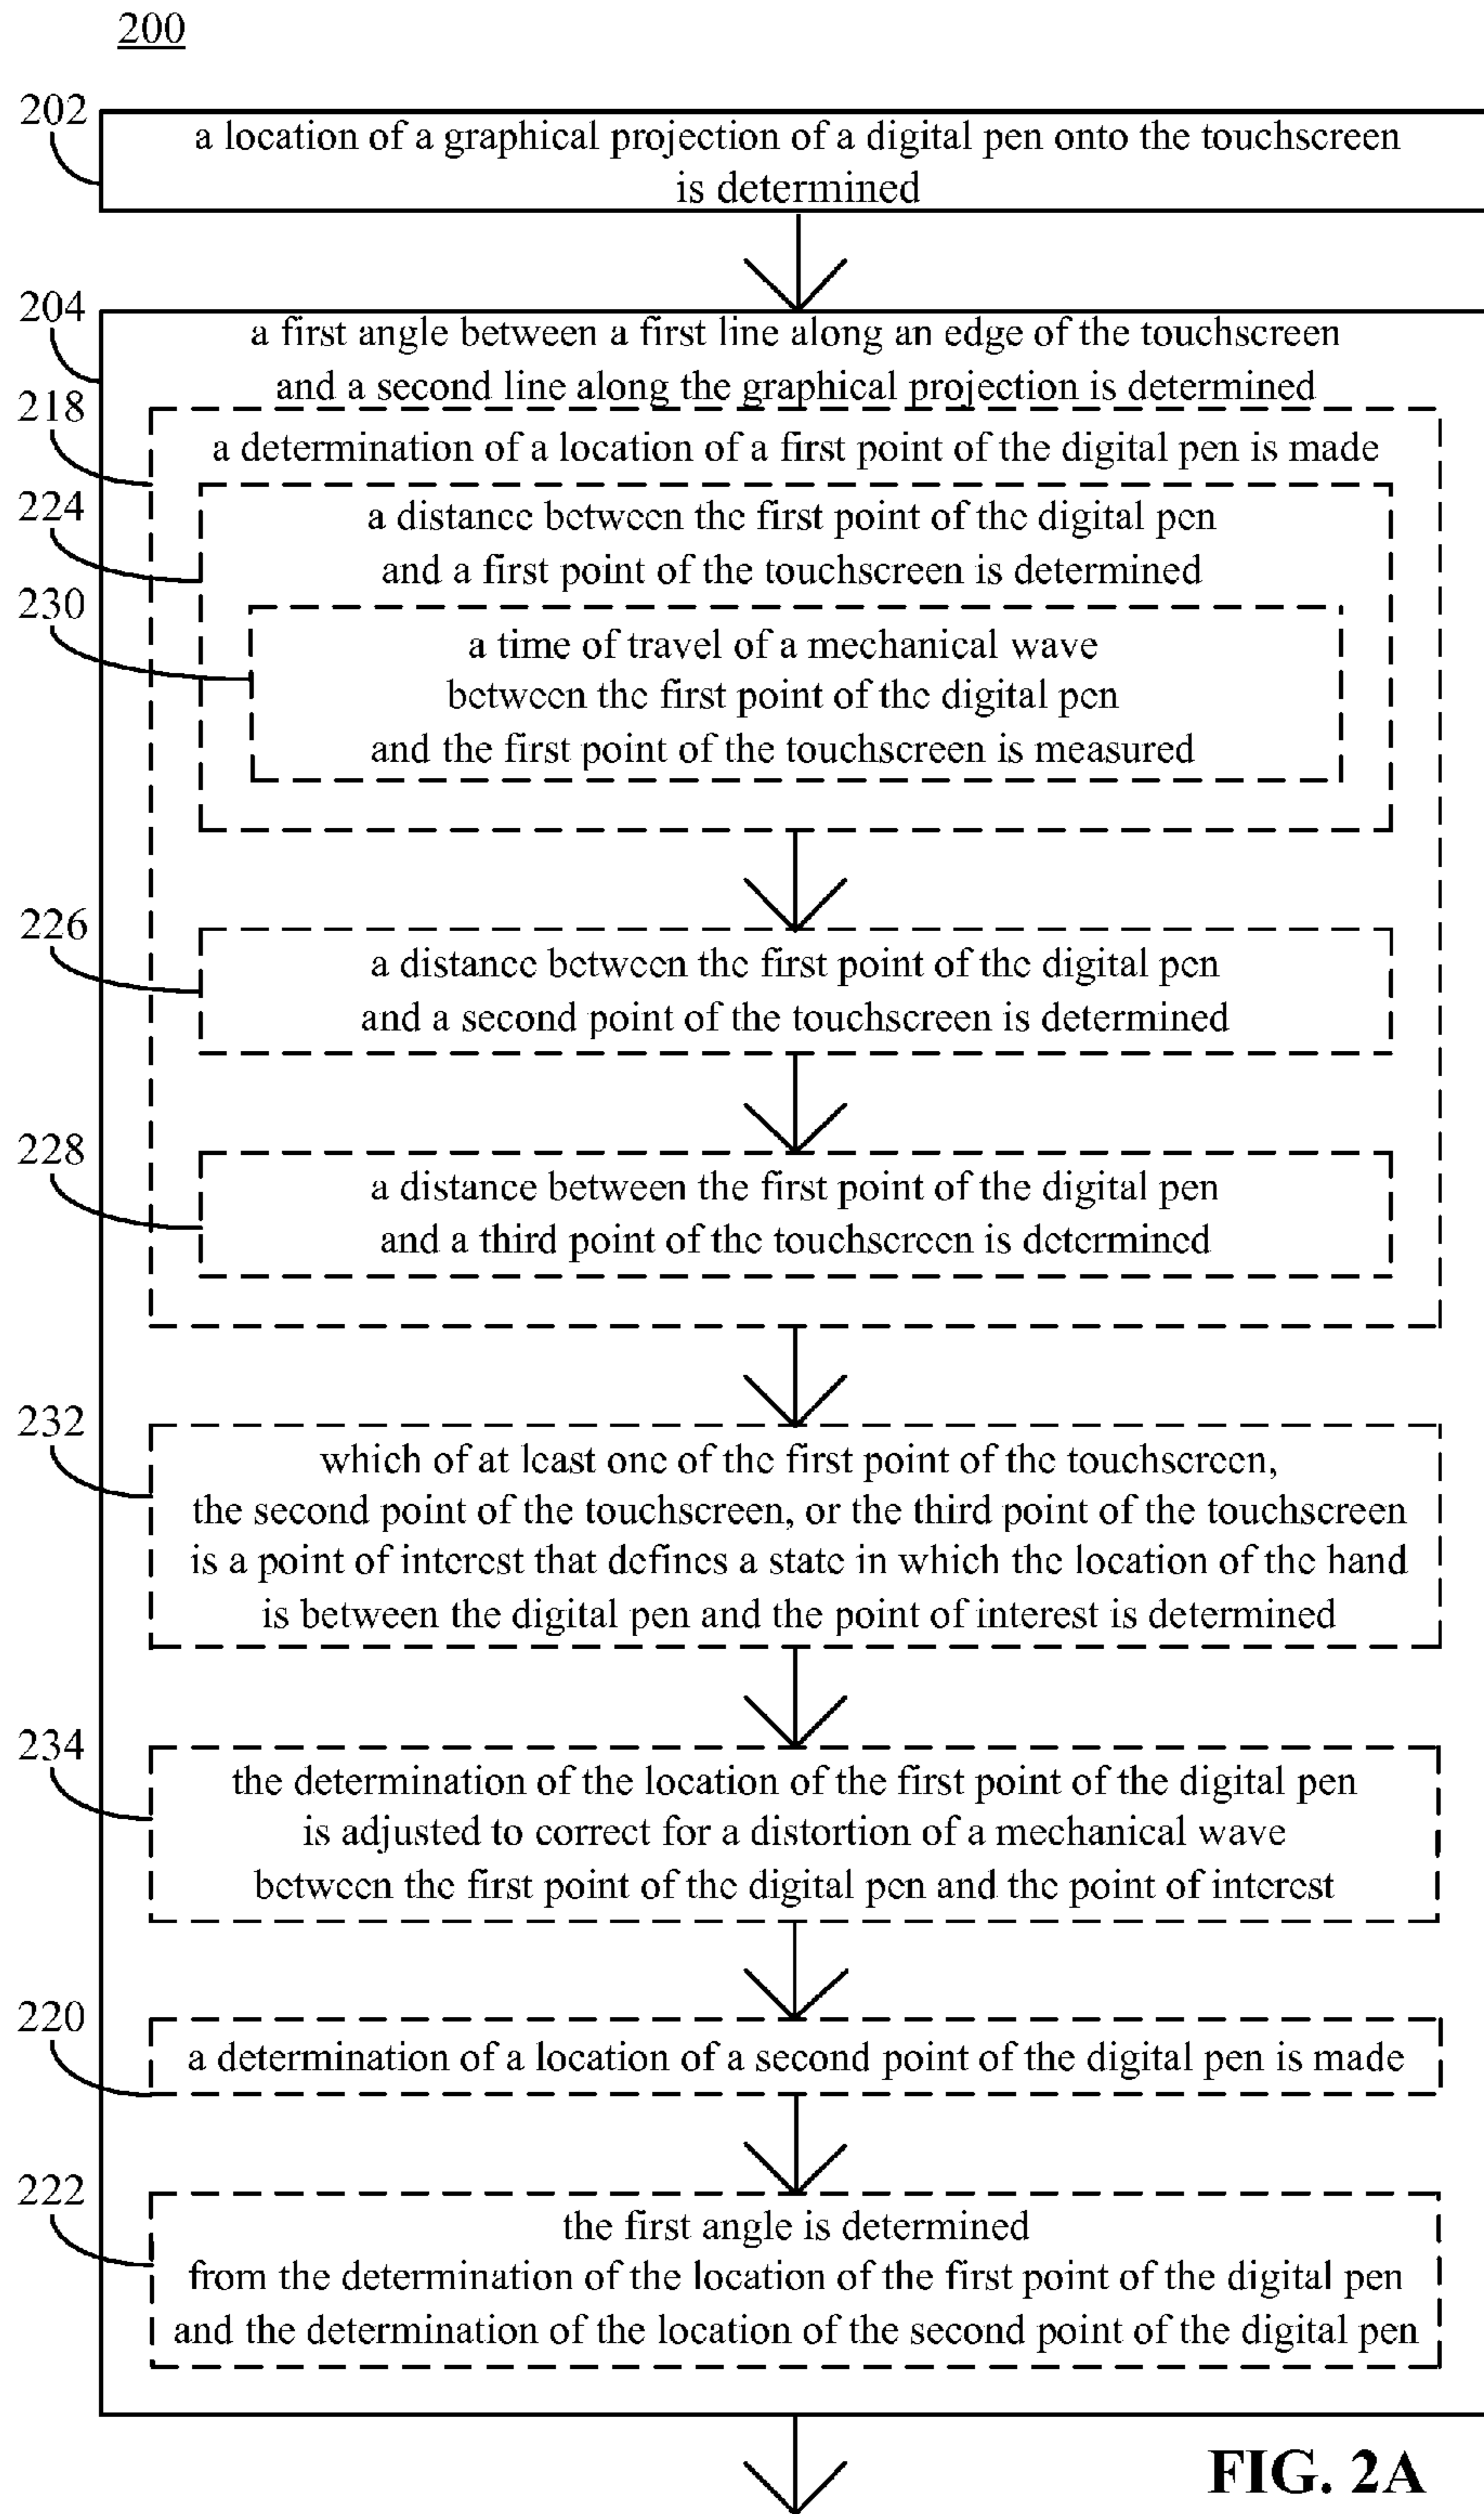 200
202
a location of a graphical projection of a digital pen onto the touchscreen
is determined
204
a first angle between a first line along an edge of the touchscreen
and a second line along the graphical projection is determined
218
a determination of a location of a first point of the digital pen is made
224
a distance between the first point of the digital pen
and a first point of the touchscreen is determined
230
a time of travel of a mechanical wave
between the first point of the digital pen
and the first point of the touchscreen is measured
226
a distance between the first point of the digital pen
and a second point of the touchscreen is determined
228
a distance between the first point of the digital pen
and a third point of the touchscreen is determined
232
which of at least one of the first point of the touchscreen,
the second point of the touchscreen, or the third point of the touchscreen
is a point of interest that defines a state in which the location of the hand
is between the digital pen and the point of interest is determined
234
the determination of the location of the first point of the digital pen
is adjusted to correct for a distortion of a mechanical wave
between the first point of the digital pen and the point of interest
220
a determination of a location of a second point of the digital pen is made
222
the first angle is determined
from the determination of the location of the first point of the digital pen
and the determination of the location of the second point of the digital pen
FIG. 2A